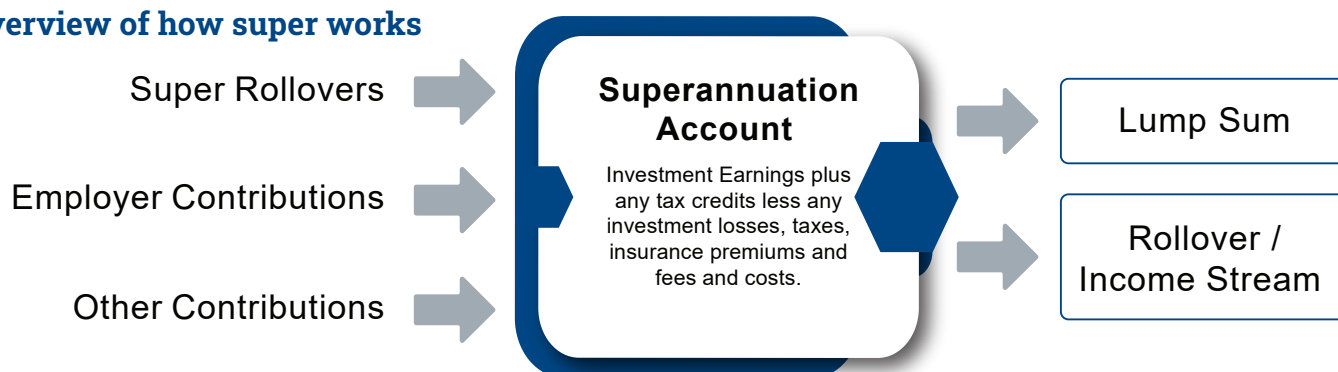 verview of how super works
Super Rollovers
Employer Contributions
Other Contributions
Superannuation
Account
Investment Earnings plus
any tax credits less any
investment losses, taxes,
insurance premiums and
fees and costs.
Lump Sum
Rollover /
Income Stream